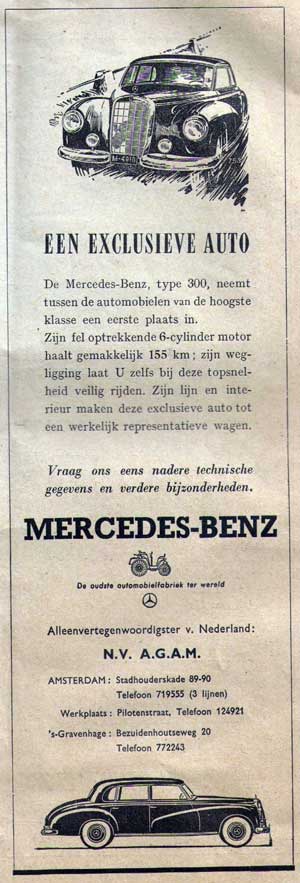 EEN EXCLUSIEVE AUTO
De Mercedes-Benz, type 300, neemt
tussen de automobielen van de hoogste
klasse een eerste plaats in.
Zijn fel optrekkende 6-cylinder motor
haalt gemakkelijk 155 km ; zijn weg-
ligging laat U zelfs bij deze topsnel-
heid veilig rijden. Zijn lijn en inte-
rieur maken deze exclusieve auto tot
een werkelijk representatieve wagen.
Vraag ons eens nadere technische
gegevens en verdere bijzonderheden.
MERCEDES-BENZ
De oudste automobielfabriek ter wereld
Alleenvertegenwoordigster v. Nederland:
N.V. A.G.A.M.
AMSTERDAM : Stadhouderskade 89-90
Telefoon 719555 (3 lijnen)
Werkplaats : Pilotenstraat, Telefoon 124921
's-Gravenhage : Bezuidenhoutseweg 20
Telefoon 772243